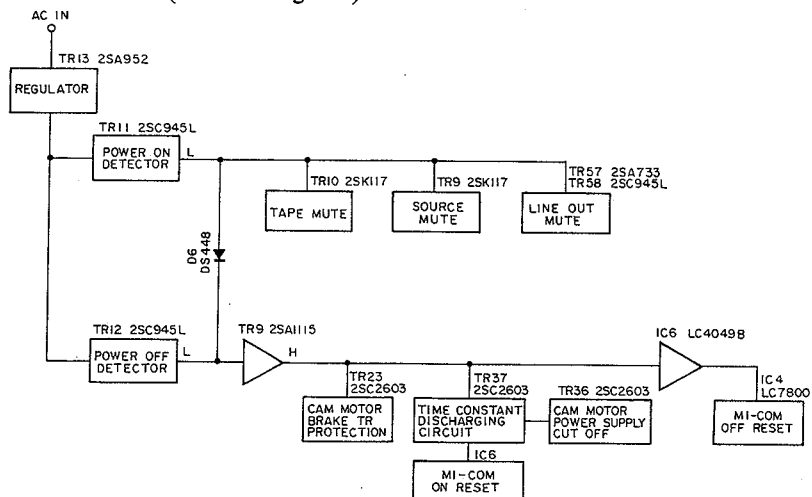 AC IN
TR13 2SA952
REGULATOR
TR11 2SC945L
POWER ON
DETECTOR
L
TR10 2SK117
TAPE MUTE
TR9 2SK117
SOURCE
MUTE
TR57 2SA733
TR58 2SC945L
LINE OUT
MUTE
D6
DS448
TR12 2SC945L
POWER OFF
DETECTOR
L
TR9 2SA1115
H
IC6 LC4049B
TR23
2SC2603
CAM MOTOR
BRAKE TR
PROTECTION
TR37
2SC2603
TIME CONSTANT
DISCHARGING
CIRCUIT
TR36 2SC2603
CAM MOTOR
POWER SUPPLY
CUT OFF
IC4
LC7800
MI-COM
OFF RESET
IC6
MI-COM
ON RESET